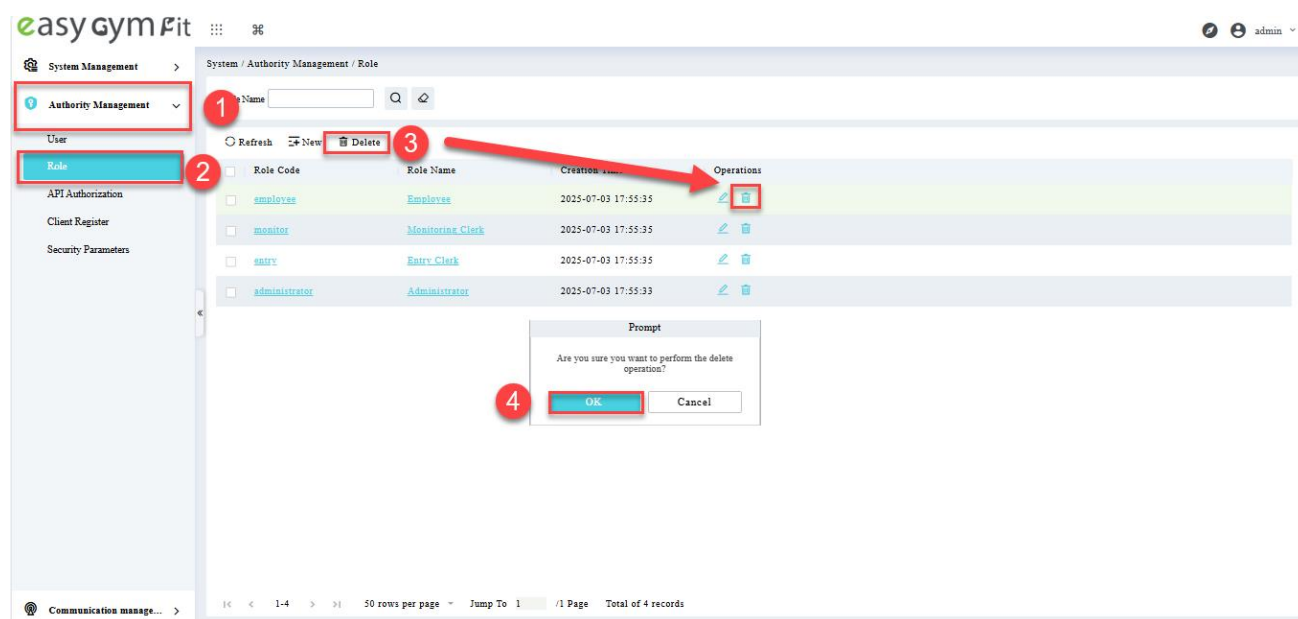 easy Gym Fit
admin
System Management
System / Authority Management / Role
Authority Management
1
Name
User
Refresh New Delete
3
Role
2
Role Code Role Name Creation Operations
API Authorization
employee Employee 2025-07-03 17:55:35
Client Register
monitor Monitoring Clerk 2025-07-03 17:55:35
Security Parameters
entry Entry Clerk 2025-07-03 17:55:35
administrator Administrator 2025-07-03 17:55:33
Prompt
Are you sure you want to perform the delete
operation?
4
OK Cancel
Communication manage...
1-4 50 rows per page Jump To 1 /1 Page Total of 4 records